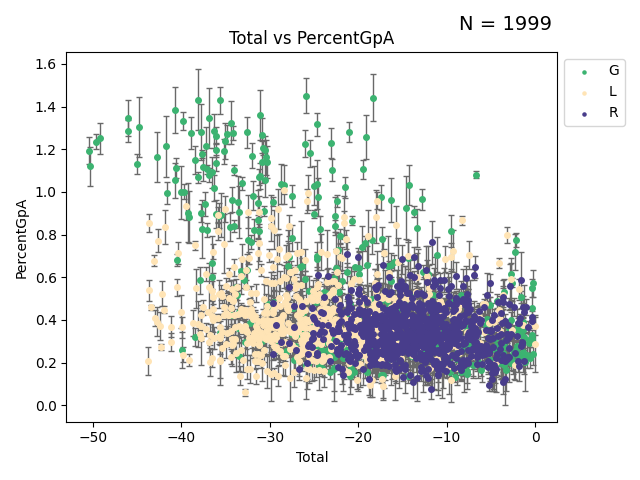 N = 1999
Total vs PercentGpA
G
L
R
PercentGpA
1.6
1.4
1.2
1.0
0.8
0.6
0.4
0.2
0.0
−50 −40 −30 −20 −10 0
Total